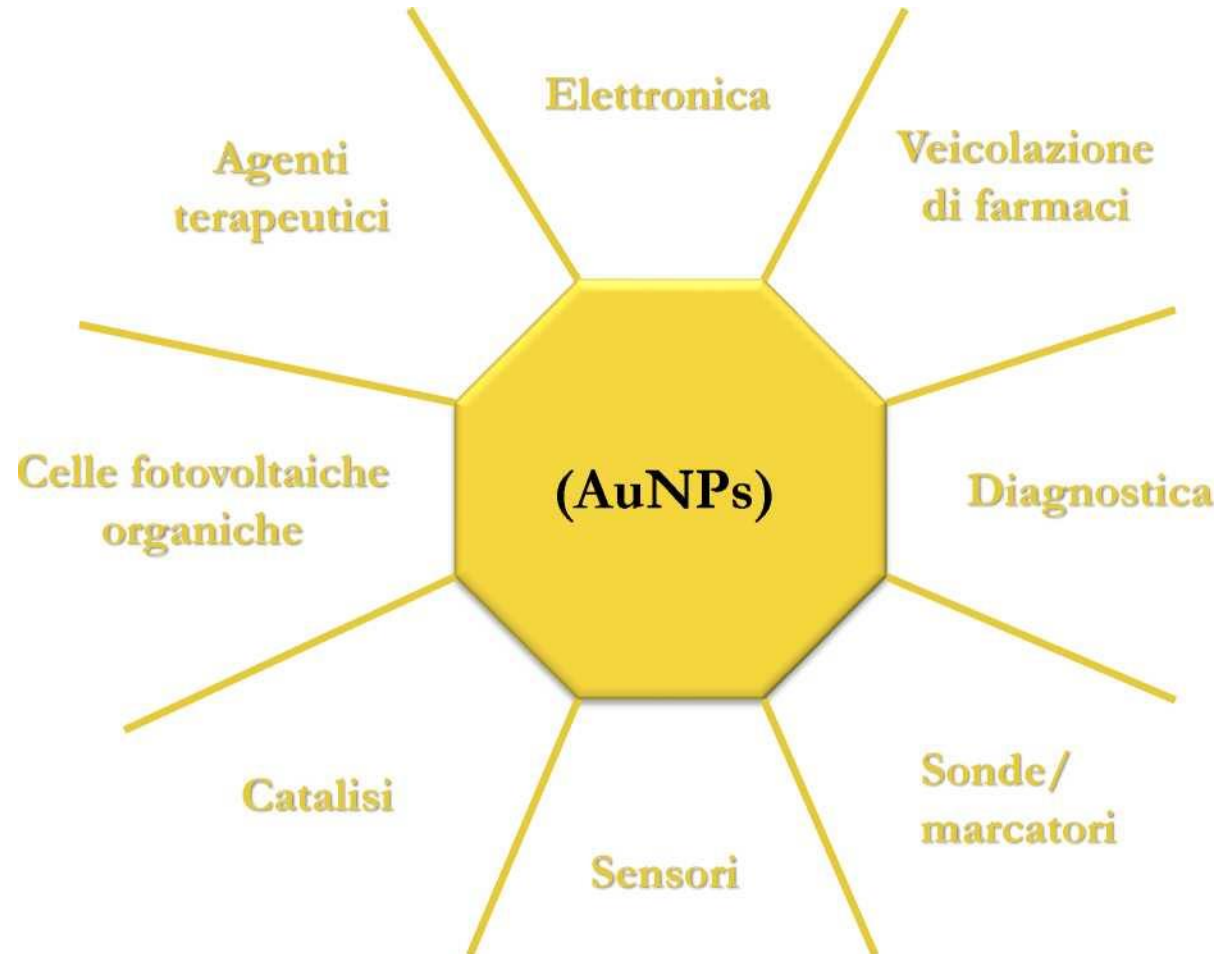 Elettronica
Veicolazione
di farmaci
Agenti
terapeutici
Celle fotovoltaiche
organiche
(AuNPs)
Diagnostica
Catalisi
Sonde/
marcatori
Sensori